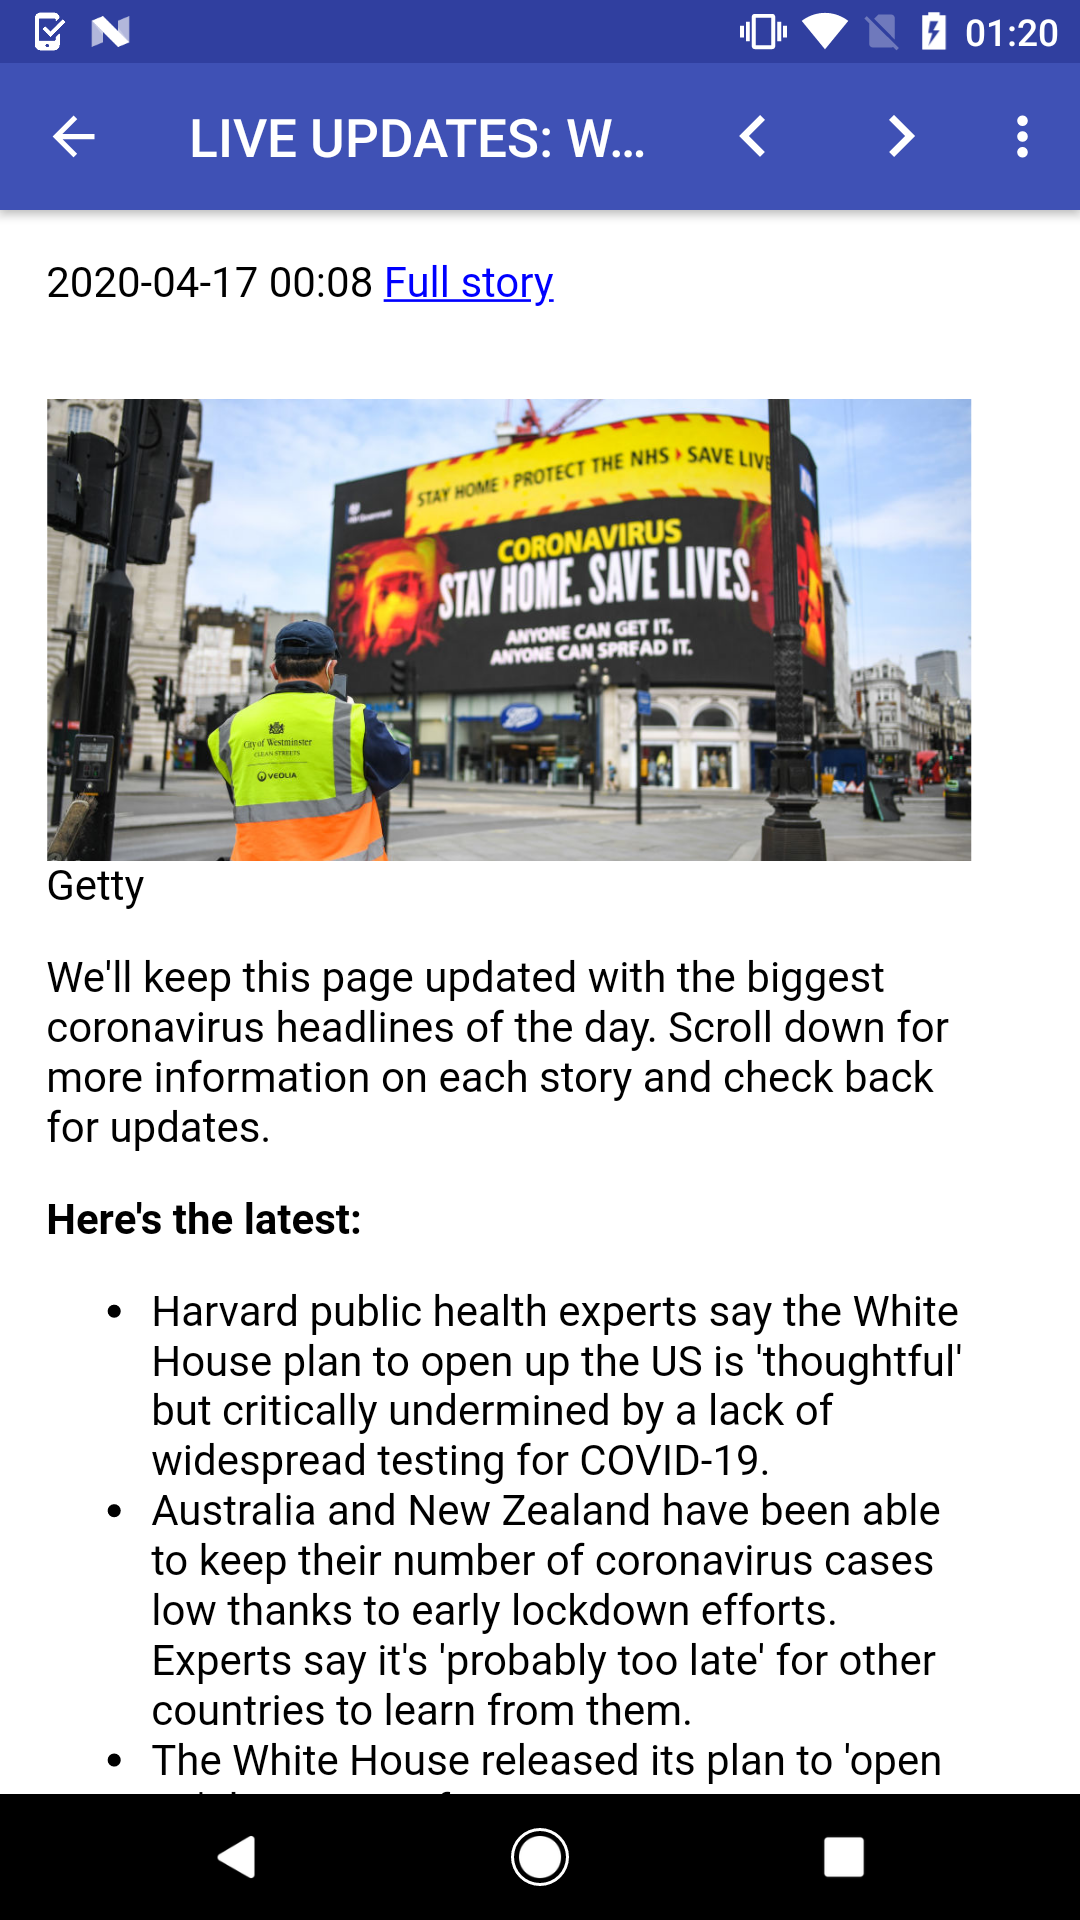 01:20
LIVE UPDATES: W...
2020-04-17 00:08 Full story
STAY HOME PROTECT THE NHS SAVE LIVE
HM Government
CORONAVIRUS
STAY HOME. SAVE LIVES.
ANYONE CAN GET IT.
ANYONE CAN SPREAD IT.
Boots
City of Westminster
CLEAN STREETS
VEOLIA
Getty
We'll keep this page updated with the biggest
coronavirus headlines of the day. Scroll down for
more information on each story and check back
for updates.
Here's the latest:
• Harvard public health experts say the White
House plan to open up the US is 'thoughtful'
but critically undermined by a lack of
widespread testing for COVID-19.
• Australia and New Zealand have been able
to keep their number of coronavirus cases
low thanks to early lockdown efforts.
Experts say it's 'probably too late' for other
countries to learn from them.
• The White House released its plan to 'open